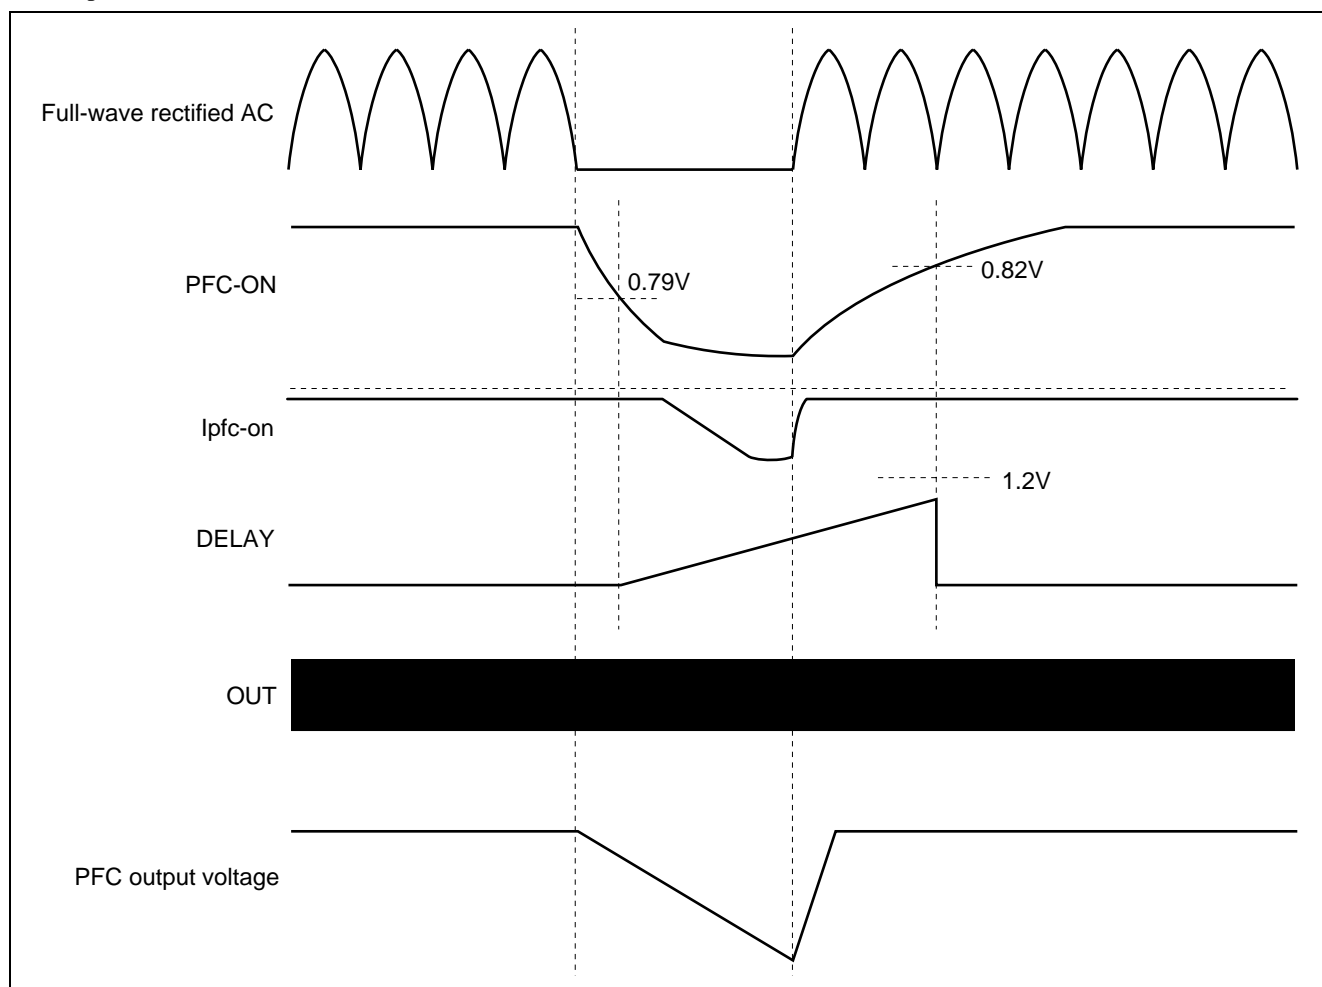 Full-wave rectified AC
PFC-ON
0.79V
0.82V
Ipfc-on
1.2V
DELAY
OUT
PFC output voltage